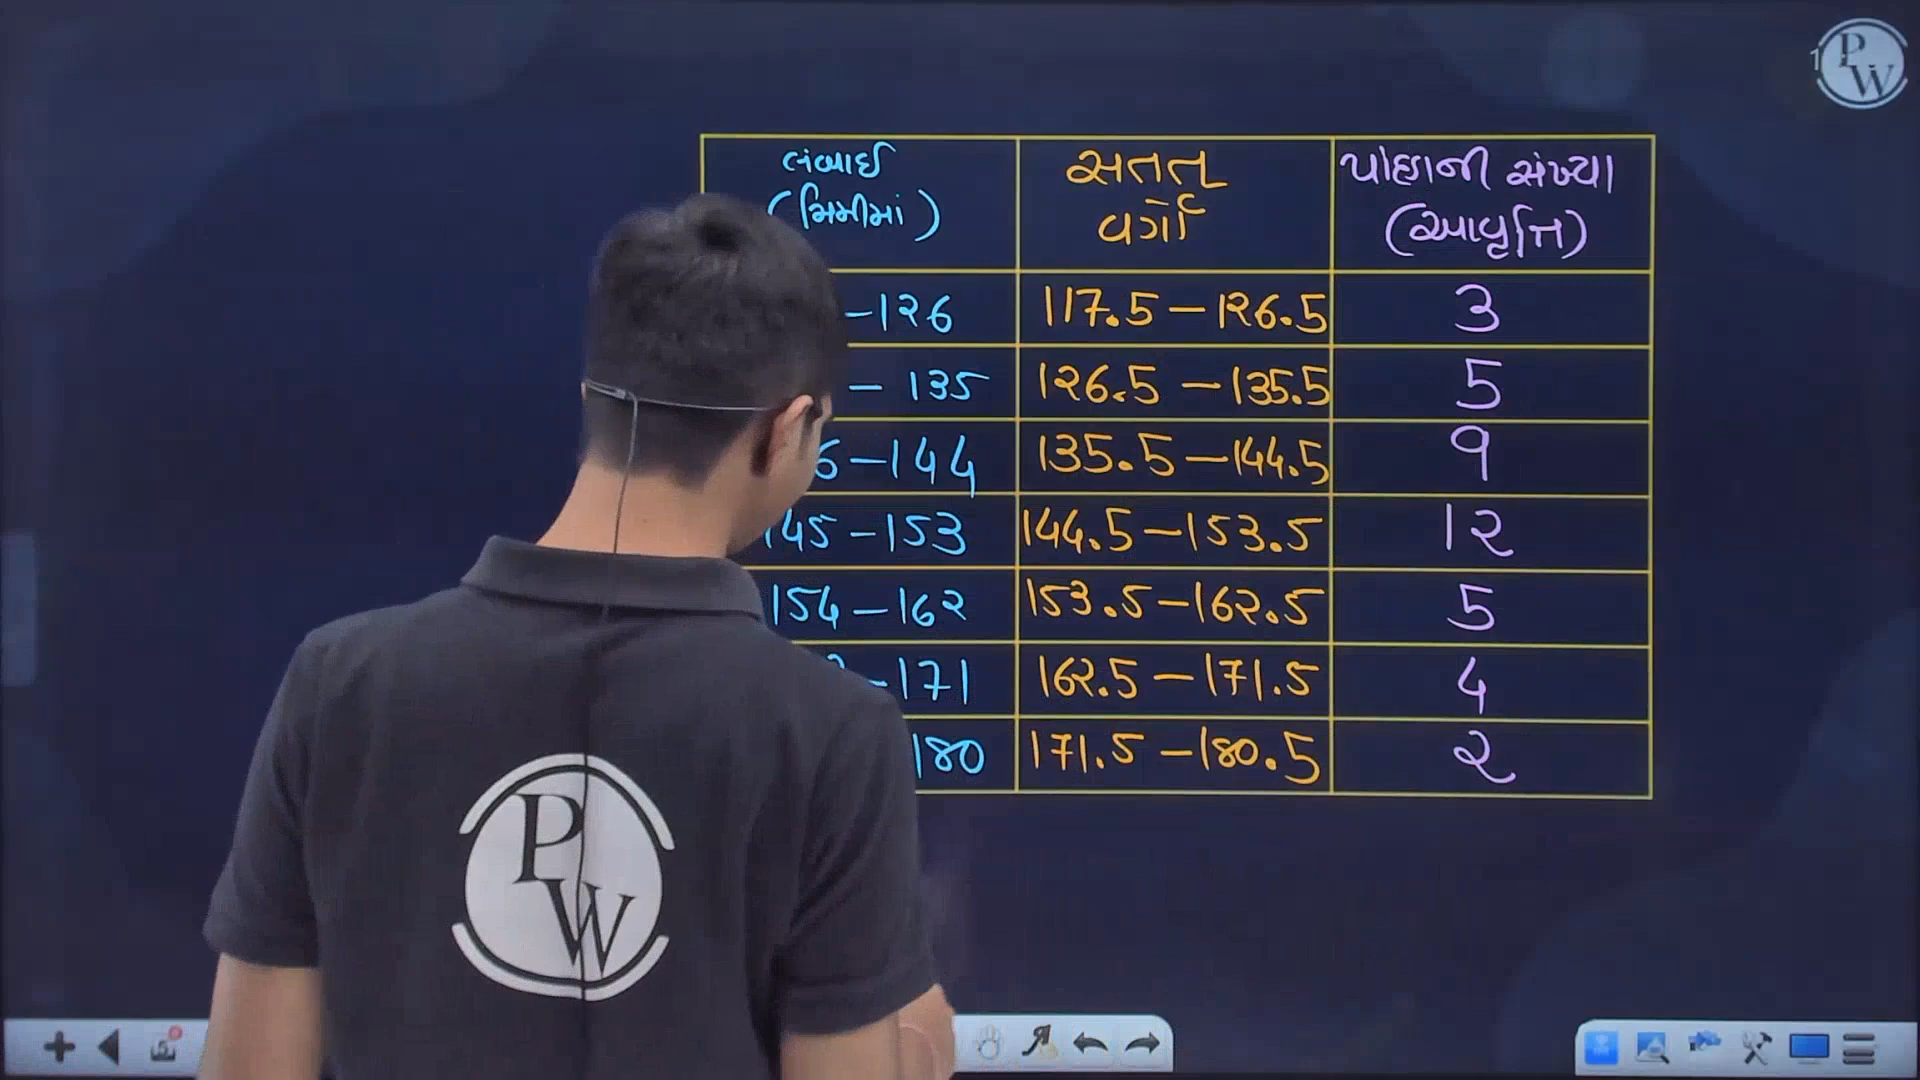 PW
લંબાઈ
(મિમીમાં)
સતત્
વર્ગો
પાંદડાની સંખ્યા
(આવૃત્તિ)
–126 117.5–126.5 3
– 135 126.5 –135.5 5
6–144 135.5–144.5 9
145–153 144.5–153.5 12
154–162 153.5–162.5 5
–171 162.5–171.5 4
180 171.5–180.5 2
PW